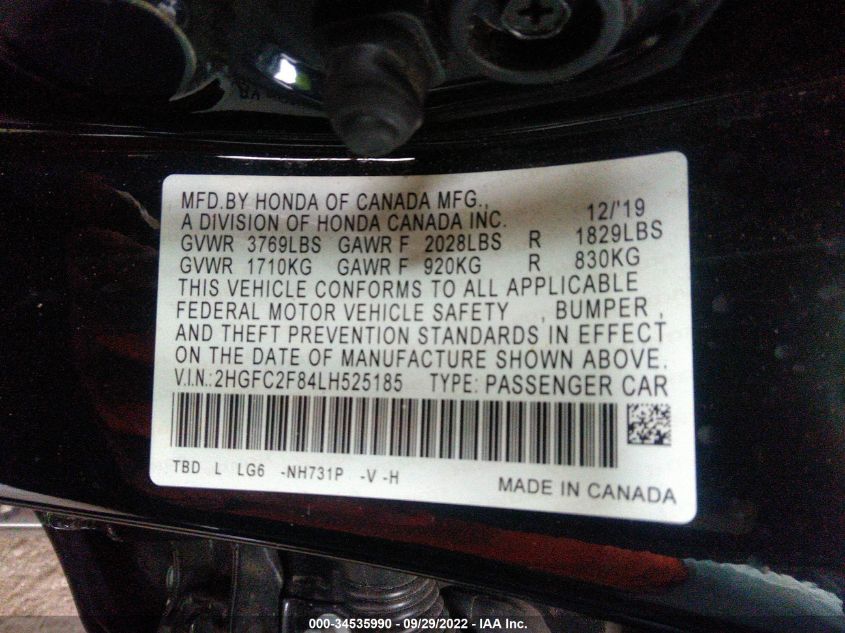 MFD.BY HONDA OF CANADA MFG.,
A DIVISION OF HONDA CANADA INC. 12/'19
GVWR 3769LBS GAWR F 2028LBS R 1829LBS
GVWR 1710KG GAWR F 920KG R 830KG
THIS VEHICLE CONFORMS TO ALL APPLICABLE
FEDERAL MOTOR VEHICLE SAFETY , BUMPER ,
AND THEFT PREVENTION STANDARDS IN EFFECT
ON THE DATE OF MANUFACTURE SHOWN ABOVE.
V.I.N.:2HGFC2F84LH525185 TYPE: PASSENGER CAR
TBD L LG6 -NH731P -V -H
MADE IN CANADA
000-34535990 - 09/29/2022 - IAA Inc.